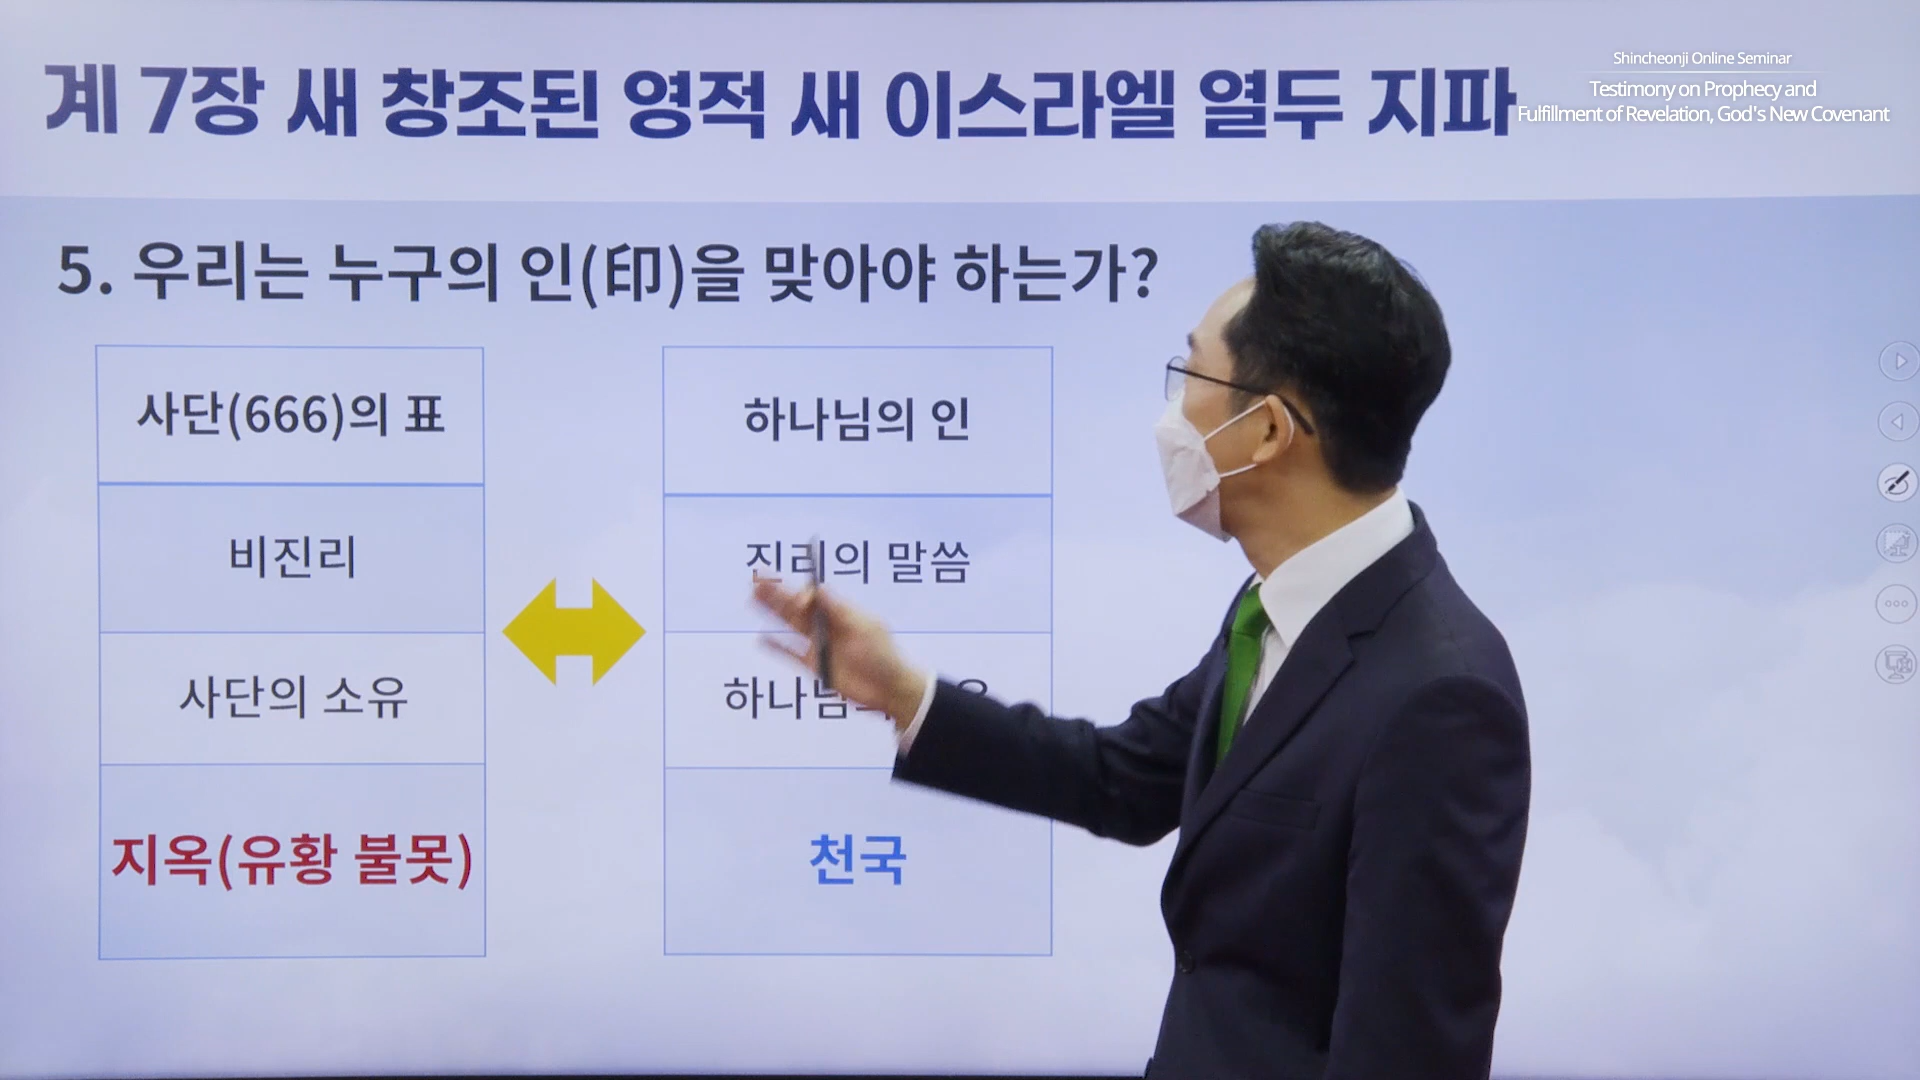 계 7장 새 창조된 영적 새 이스라엘 열두 지파
Shincheonji Online Seminar
Testimony on Prophecy and
Fulfillment of Revelation, God's New Covenant
5. 우리는 누구의 인(印)을 맞아야 하는가?
사단(666)의 표
비진리
사단의 소유
지옥(유황 불못)
하나님의 인
진리의 말씀
하나님의
천국